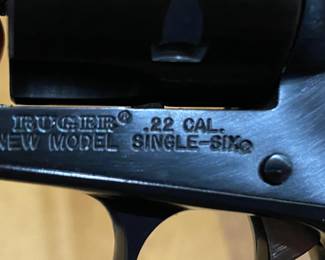 RUGER® .22 CAL.
NEW MODEL SINGLE-SIX®